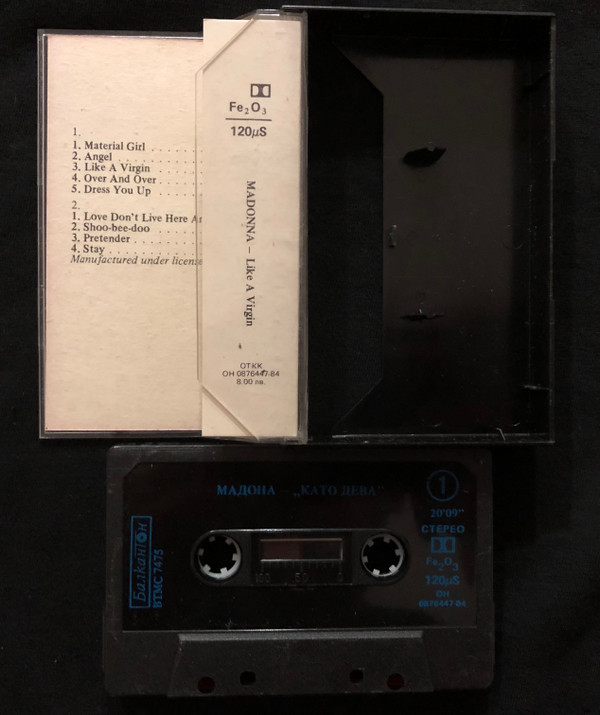 1.
1. Material Girl . . . . . . .
2. Angel . . . . . . . . . . .
3. Like A Virgin . . . . . .
4. Over And Over . . . . .
5. Dress You Up . . . . . .
2.
1. Love Don't Live Here
2. Shoo-bee-doo . . . . .
3. Pretender . . . . . . . .
4. Stay . . . . . . . . . . .
Manufactured under
Fe₂O₃
120µS
MADONNA – Like A Virgin
ОТКК
ОН 0876447-84
8.00 лв.
МАДОНА – „КАТО ДЕВА“
1
20'09"
СТЕРЕО
Fe₂O₃
120µS
ОН
0876447-84
Балкантон
ВТМС 7475
100 50 0